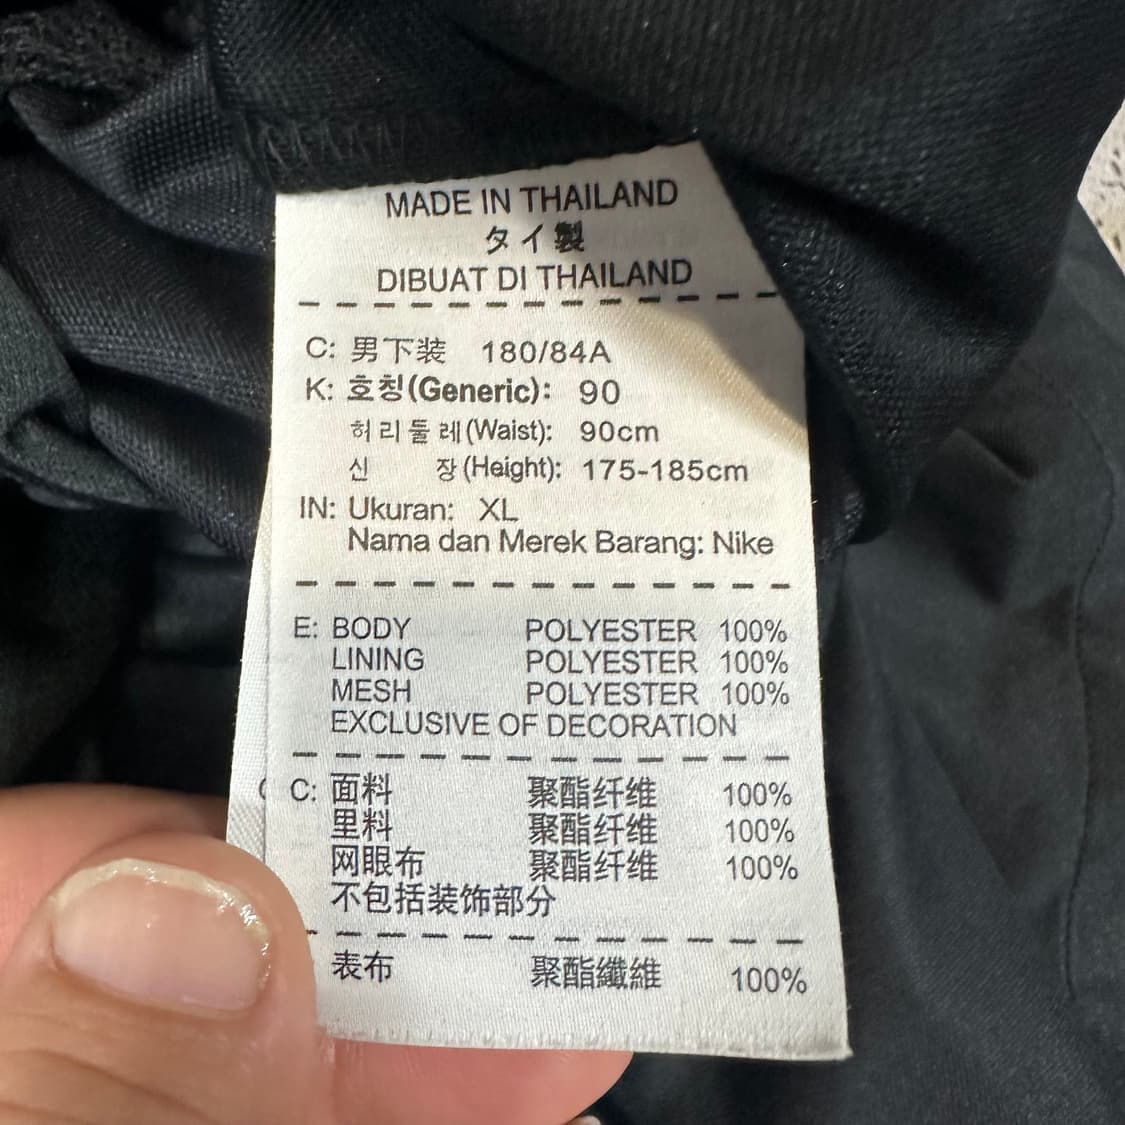 MADE IN THAILAND
タイ製
DIBUAT DI THAILAND
C: 男下装 180/84A
K: 호칭(Generic): 90
허리둘레(Waist): 90cm
신 장(Height): 175-185cm
IN: Ukuran: XL
Nama dan Merek Barang: Nike
E: BODY POLYESTER 100%
LINING POLYESTER 100%
MESH POLYESTER 100%
EXCLUSIVE OF DECORATION
C: 面料 聚酯纤维 100%
里料 聚酯纤维 100%
网眼布 聚酯纤维 100%
不包括装饰部分
表布 聚酯纖維 100%